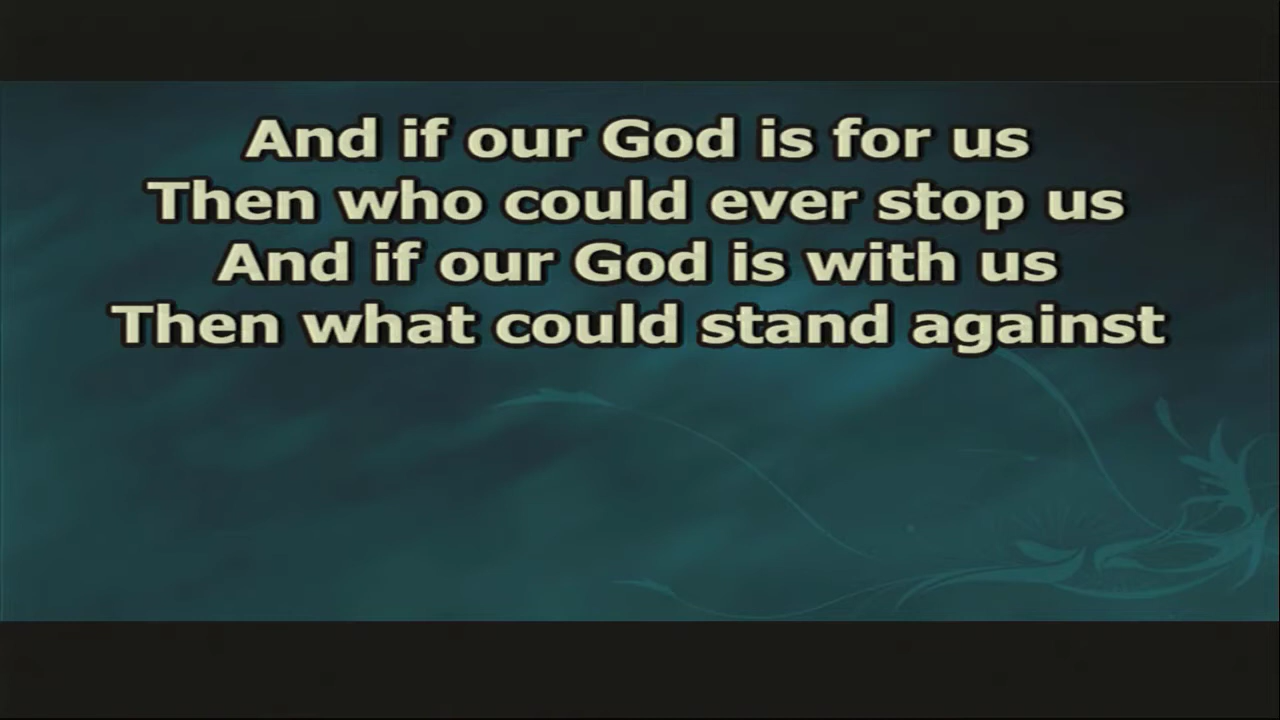 And if our God is for us
Then who could ever stop us
And if our God is with us
Then what could stand against